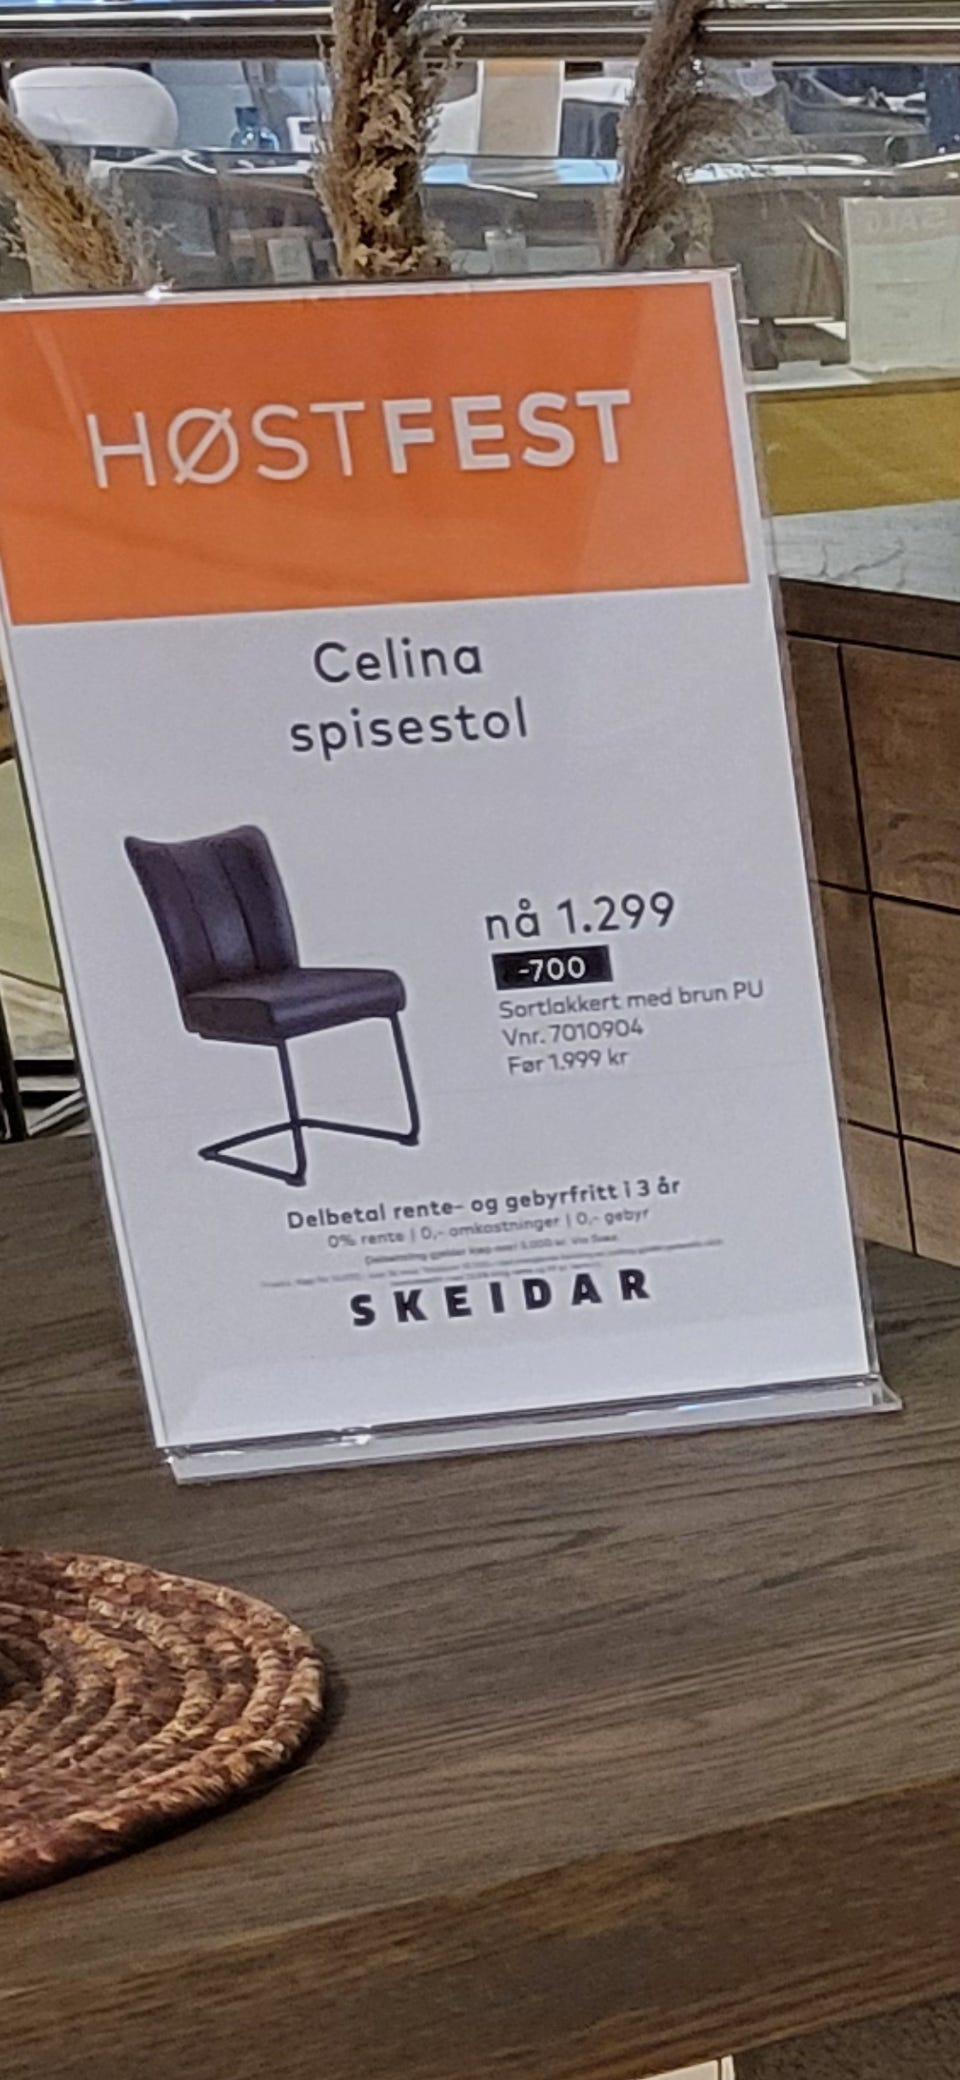 SALG
HØSTFEST
Celina
spisestol
nå 1.299
-700
Sortlakkert med brun PU
Vnr. 7010904
Før 1.999 kr
Delbetal rente- og gebyrfritt i 3 år
0% rente | 0,- omkostninger | 0,- gebyr
SKEIDAR